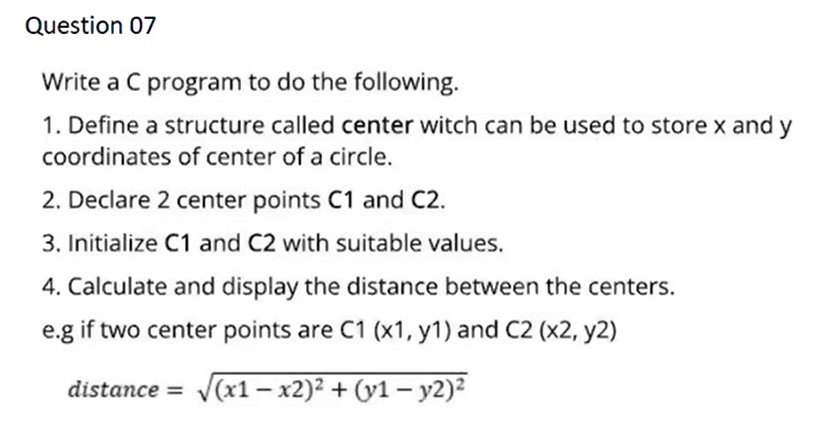 Question 07
Write a C program to do the following.
1. Define a structure called center witch can be used to store x and y
coordinates of center of a circle.
2. Declare 2 center points C1 and C2.
3. Initialize C1 and C2 with suitable values.
4. Calculate and display the distance between the centers.
e.g if two center points are C1 (x1, y1) and C2 (x2, y2)
distance = √(x1 − x2)² + (y1 − y2)²